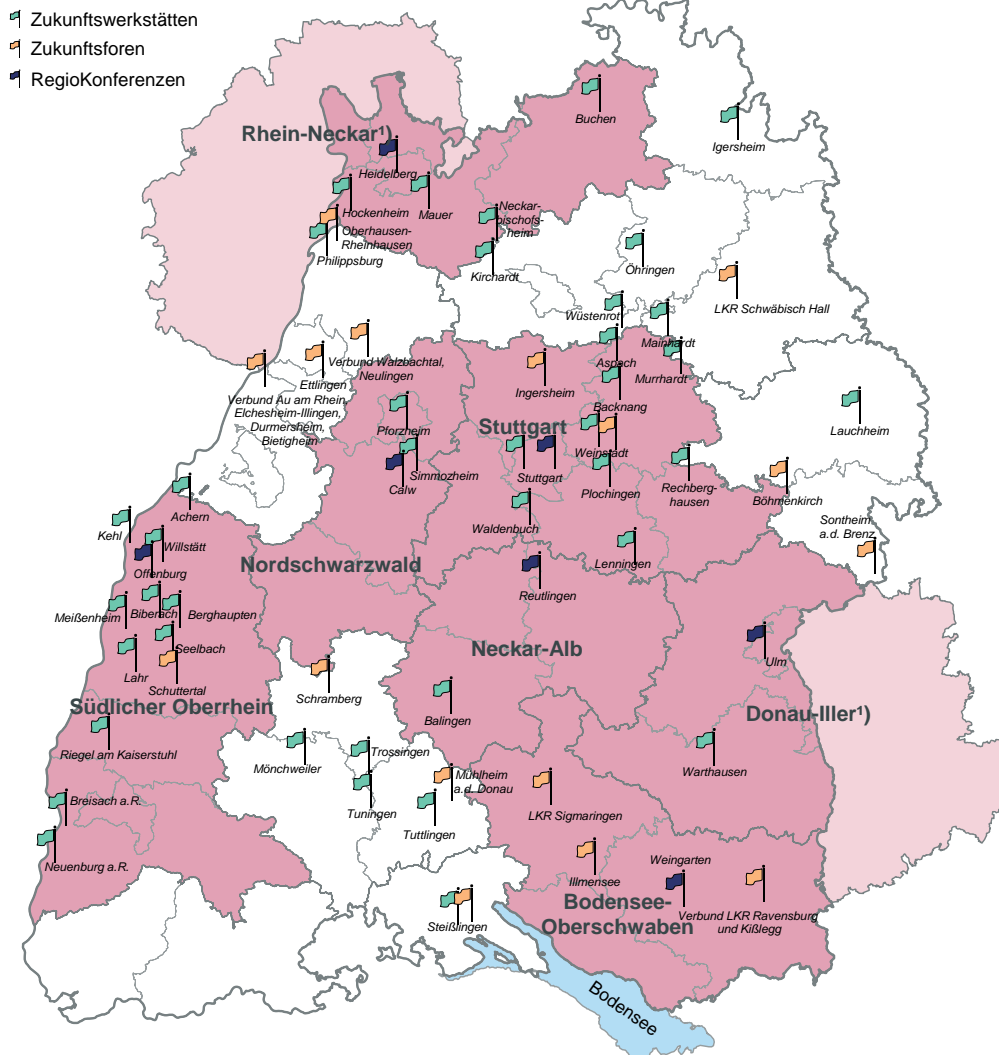 Zukunftswerkstätten
Zukunftsforen
RegioKonferenzen
Buchen
Igersheim
Rhein-Neckar¹)
Heidelberg
Mauer
Hockenheim
Neckar-
bischofs-
heim
Oberhausen-
Rheinhausen
Philippsburg
Kirchardt
Öhringen
LKR Schwäbisch Hall
Wüstenrot
Mainhardt
Aspach
Murrhardt
Verbund Walzbachtal,
Neulingen
Ettlingen
Verbund Au am Rhein,
Elchesheim-Illingen,
Durmersheim,
Bietigheim
Ingersheim
Backnang
Lauchheim
Pforzheim
Stuttgart
Weinstadt
Simmozheim
Calw
Stuttgart
Plochingen
Rechberg-
hausen
Böhmenkirch
Achern
Sontheim
a.d. Brenz
Waldenbuch
Kehl
Willstätt
Offenburg
Nordschwarzwald
Lenningen
Reutlingen
Meißenheim
Biberach
Berghaupten
Seelbach
Lahr
Schuttertal
Neckar-Alb
Ulm
Schramberg
Südlicher Oberrhein
Balingen
Donau-Iller¹)
Riegel am Kaiserstuhl
Mönchweiler
Trossingen
Warthausen
Mühlheim
a.d. Donau
Breisach a.R.
Tuningen
Tuttlingen
LKR Sigmaringen
Neuenburg a.R.
Illmensee
Weingarten
Bodensee-
Oberschwaben
Verbund LKR Ravensburg
und Kißlegg
Steißlingen
Bodensee